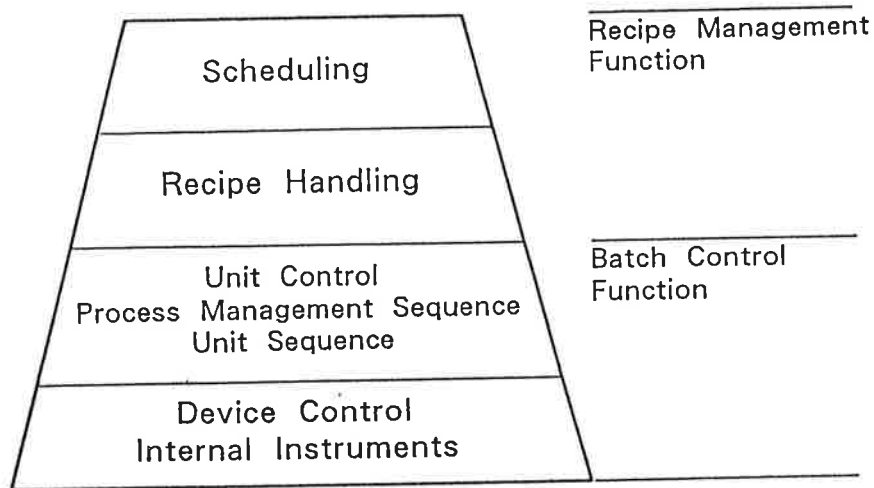 Scheduling
Recipe Handling
Unit Control
Process Management Sequence
Unit Sequence
Device Control
Internal Instruments
Recipe Management
Function
Batch Control
Function